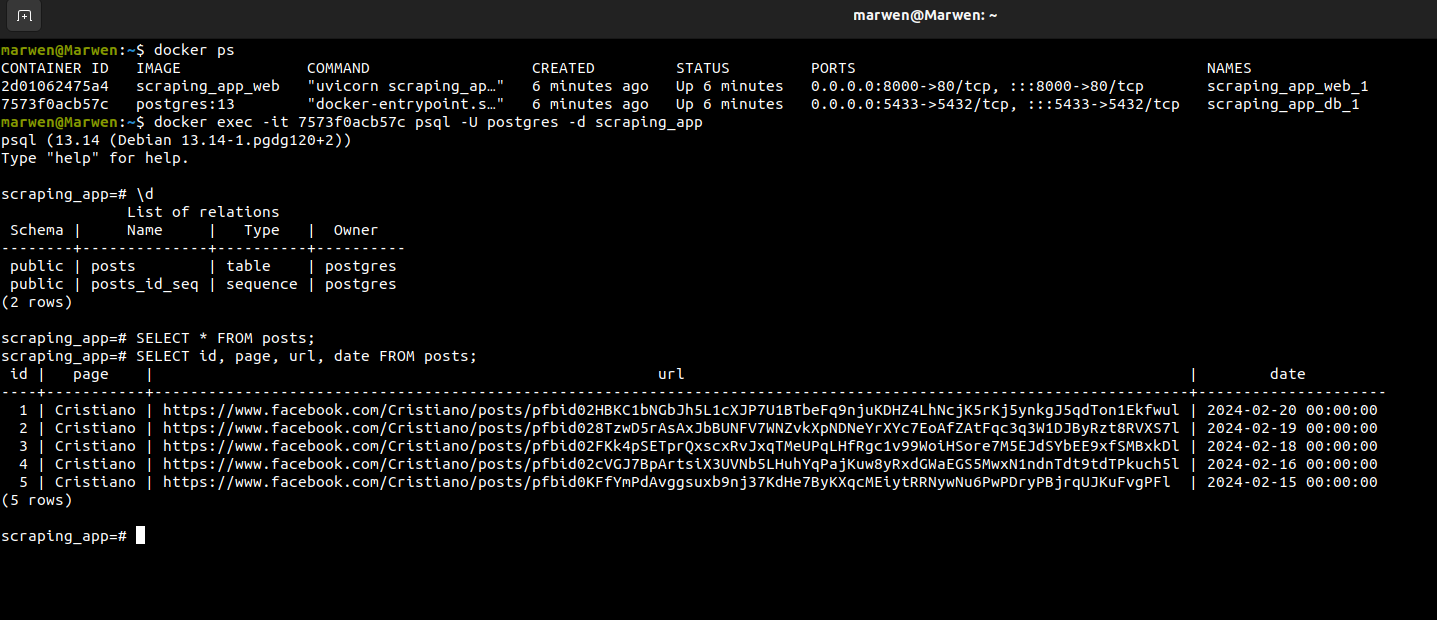 marwen@Marwen: ~
marwen@Marwen:~$ docker ps
CONTAINER ID   IMAGE              COMMAND                  CREATED         STATUS         PORTS                                       NAMES
2d01062475a4   scraping_app_web   "uvicorn scraping_ap…"   6 minutes ago   Up 6 minutes   0.0.0.0:8000->80/tcp, :::8000->80/tcp       scraping_app_web_1
7573f0acb57c   postgres:13        "docker-entrypoint.s…"   6 minutes ago   Up 6 minutes   0.0.0.0:5433->5432/tcp, :::5433->5432/tcp   scraping_app_db_1
marwen@Marwen:~$ docker exec -it 7573f0acb57c psql -U postgres -d scraping_app
psql (13.14 (Debian 13.14-1.pgdg120+2))
Type "help" for help.
scraping_app=# \d
List of relations
 Schema |     Name     |   Type   |  Owner
--------+--------------+----------+----------
 public | posts        | table    | postgres
 public | posts_id_seq | sequence | postgres
(2 rows)
scraping_app=# SELECT * FROM posts;
scraping_app=# SELECT id, page, url, date FROM posts;
 id |   page    | url | date
----+-----------+-----------------------------------------------------------------------------------------------------------------+---------------------
  1 | Cristiano | https://www.facebook.com/Cristiano/posts/pfbid02HBKC1bNGbJh5L1cXJP7U1BTbeFq9njuKDHZ4LhNcjK5rKj5ynkgJ5qdTon1Ekfwul | 2024-02-20 00:00:00
  2 | Cristiano | https://www.facebook.com/Cristiano/posts/pfbid028TzwD5rAsAxJbBUNFV7WNZvkXpNDNeYrXYc7EoAfZAtFqc3q3W1DJByRzt8RVXS7l | 2024-02-19 00:00:00
  3 | Cristiano | https://www.facebook.com/Cristiano/posts/pfbid02FKk4pSETprQxscxRvJxqTMeUPqLHfRgc1v99WoiHSore7M5EJdSYbEE9xfSMBxkDl | 2024-02-18 00:00:00
  4 | Cristiano | https://www.facebook.com/Cristiano/posts/pfbid02cVGJ7BpArtsiX3UVNb5LHuhYqPajKuw8yRxdGWaEGS5MwxN1ndnTdt9tdTPkuch5l | 2024-02-16 00:00:00
  5 | Cristiano | https://www.facebook.com/Cristiano/posts/pfbid0KFfYmPdAvggsuxb9nj37KdHe7ByKXqcMEiytRRNywNu6PwPDryPBjrqUJKuFvgPFl | 2024-02-15 00:00:00
(5 rows)
scraping_app=#